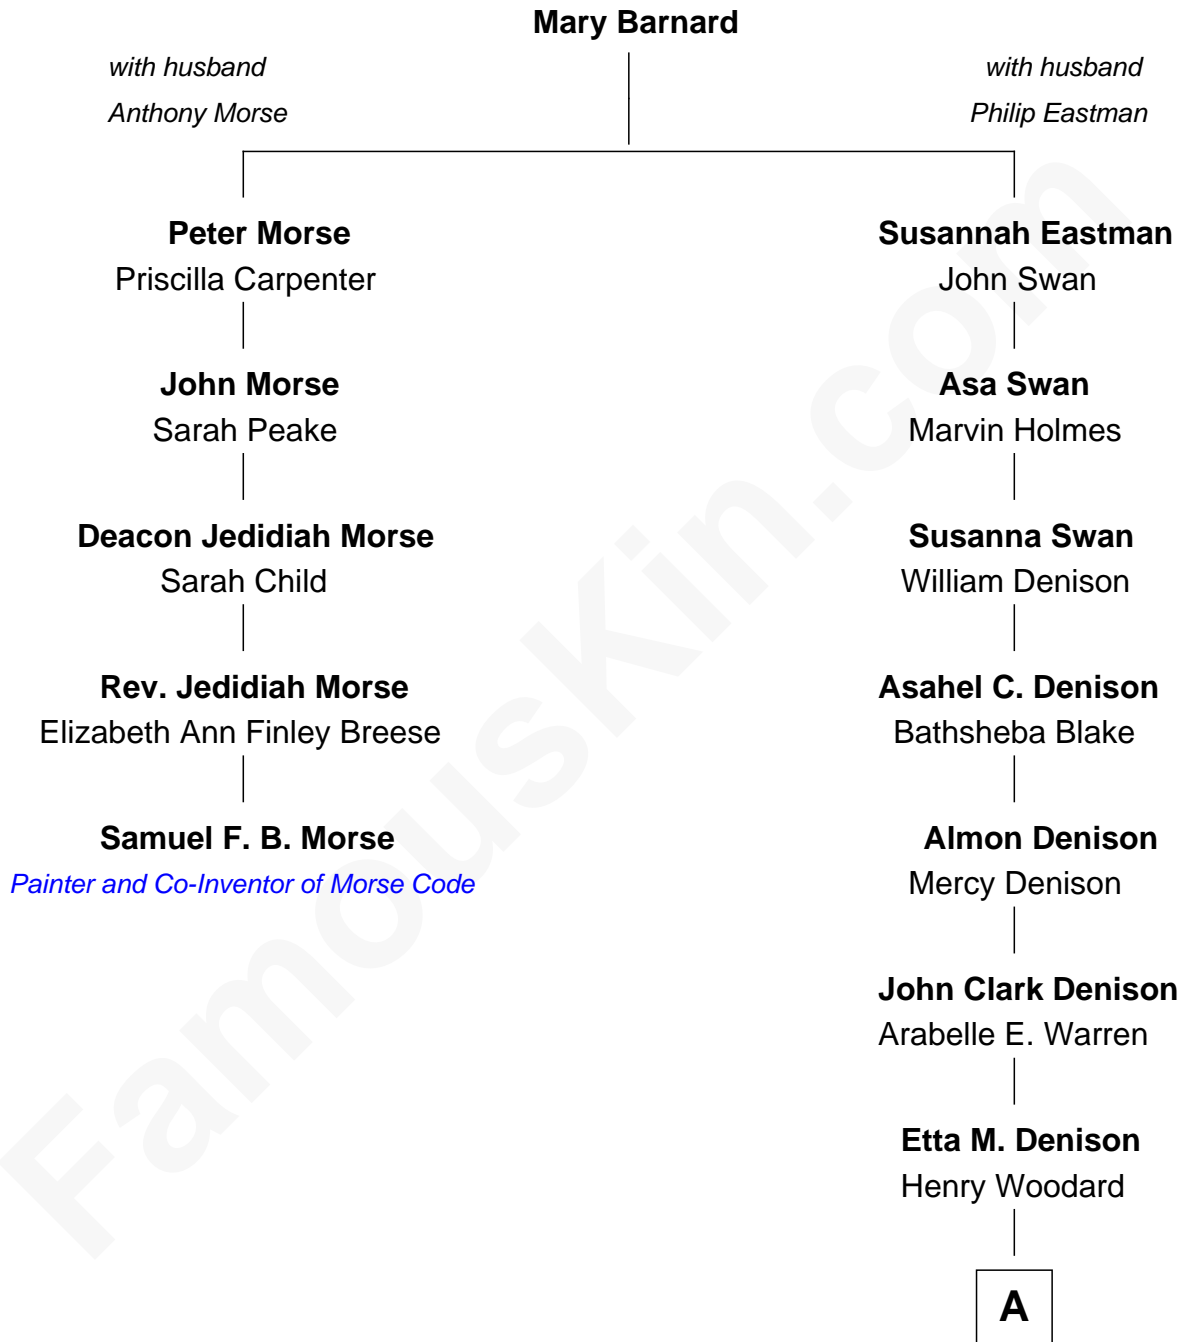 Mary Barnard
with husband
Anthony Morse
with husband
Philip Eastman
Peter Morse
Priscilla Carpenter
Susannah Eastman
John Swan
John Morse
Sarah Peake
Asa Swan
Marvin Holmes
Deacon Jedidiah Morse
Sarah Child
Susanna Swan
William Denison
Rev. Jedidiah Morse
Elizabeth Ann Finley Breese
Asahel C. Denison
Bathsheba Blake
Samuel F. B. Morse
Painter and Co-Inventor of Morse Code
Almon Denison
Mercy Denison
John Clark Denison
Arabelle E. Warren
Etta M. Denison
Henry Woodard
A
FamousKin.com